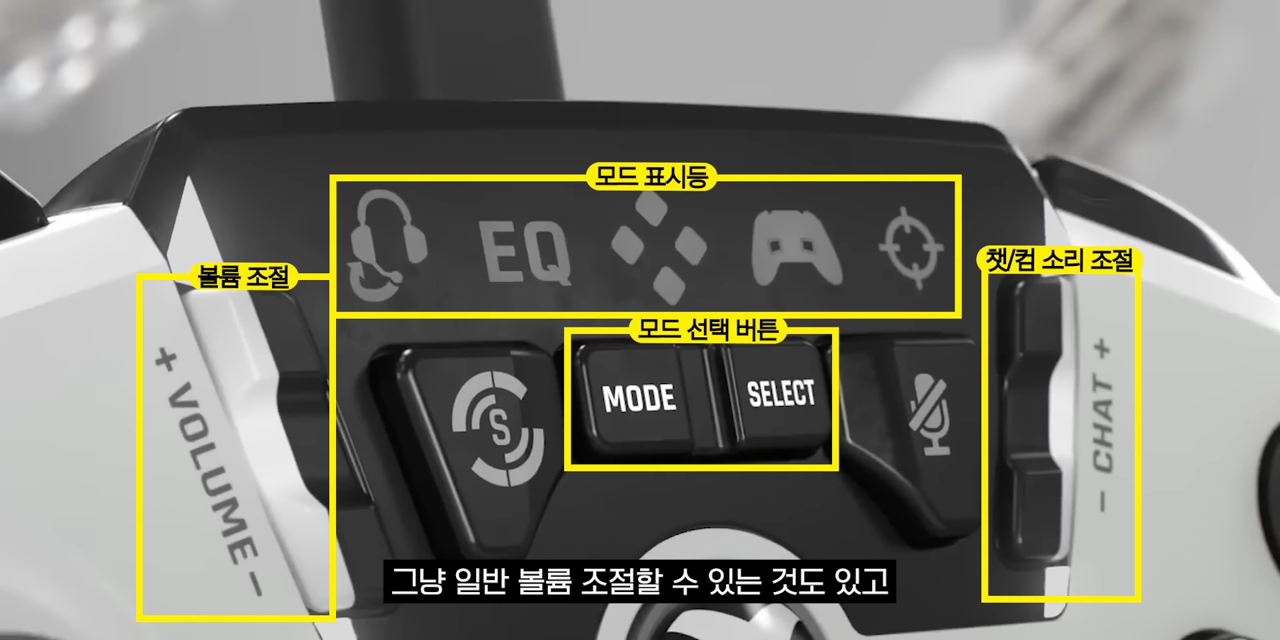 모드 표시등
EQ
볼륨 조절
챗/컴 소리 조절
모드 선택 버튼
+ VOLUME −
S
MODE
SELECT
− CHAT +
그냥 일반 볼륨 조절할 수 있는 것도 있고